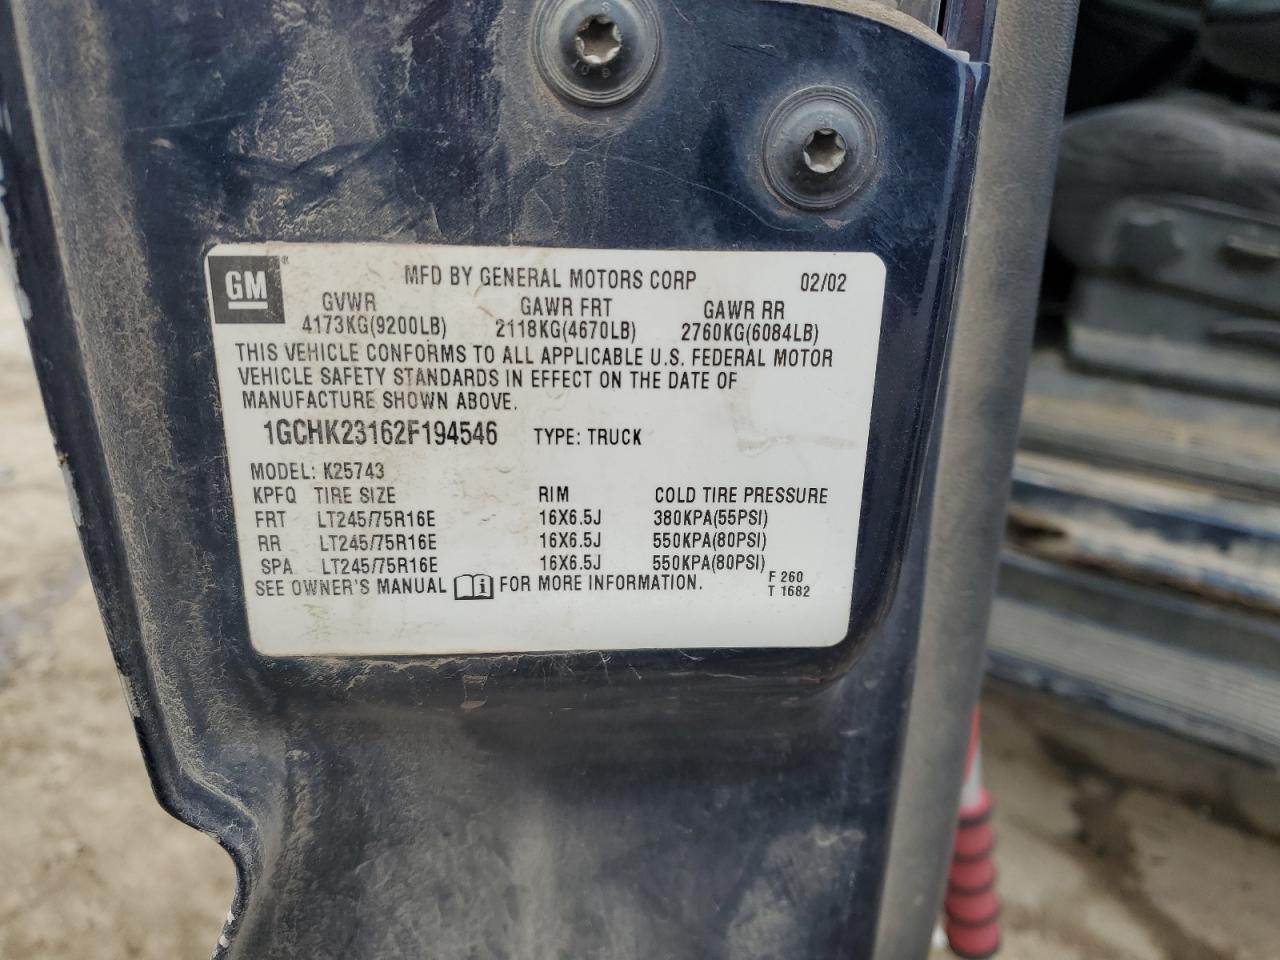 GM ®
MFD BY GENERAL MOTORS CORP 02/02
GVWR GAWR FRT GAWR RR
4173KG(9200LB) 2118KG(4670LB) 2760KG(6084LB)
THIS VEHICLE CONFORMS TO ALL APPLICABLE U.S. FEDERAL MOTOR
VEHICLE SAFETY STANDARDS IN EFFECT ON THE DATE OF
MANUFACTURE SHOWN ABOVE.
1GCHK23162F194546 TYPE: TRUCK
MODEL: K25743
KPFQ TIRE SIZE RIM COLD TIRE PRESSURE
FRT LT245/75R16E 16X6.5J 380KPA(55PSI)
RR LT245/75R16E 16X6.5J 550KPA(80PSI)
SPA LT245/75R16E 16X6.5J 550KPA(80PSI)
SEE OWNER'S MANUAL i FOR MORE INFORMATION. F 260
T 1682